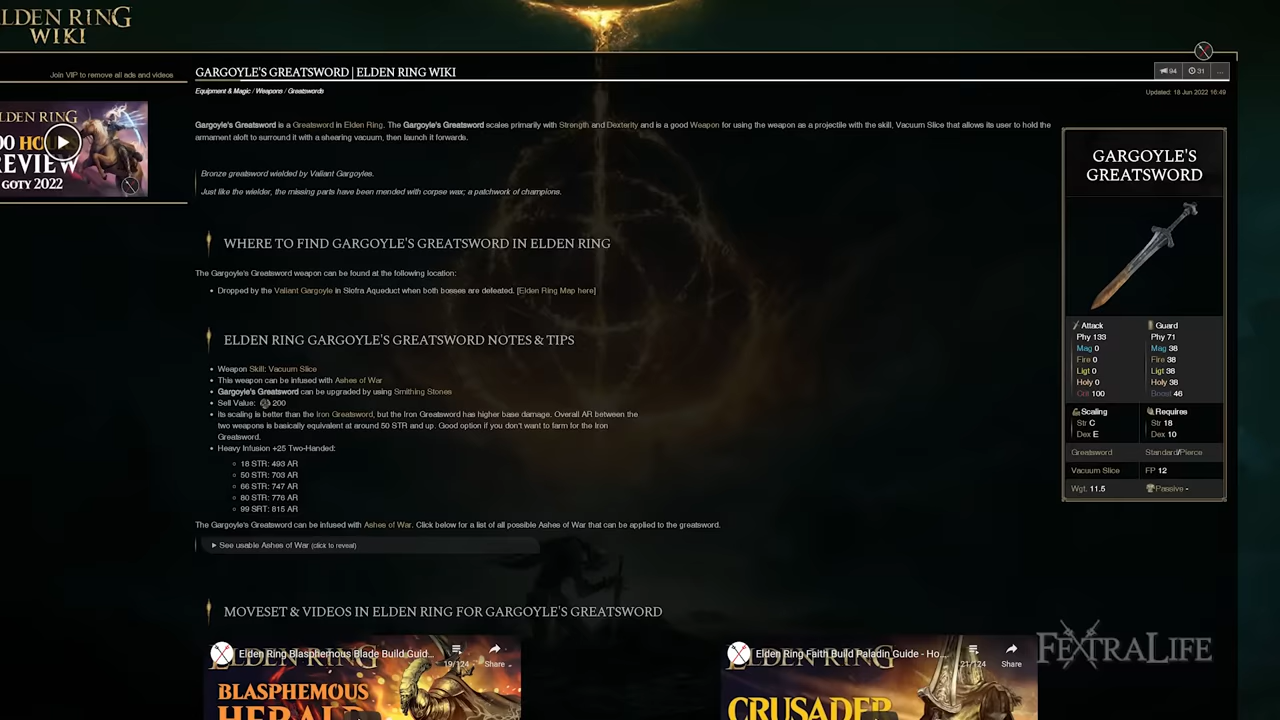 ELDEN RING
WIKI
Join VIP to remove all ads and videos
GARGOYLE'S GREATSWORD | ELDEN RING WIKI
94
31
...
Equipment & Magic / Weapons / Greatswords
Updated: 18 Jun 2022 16:49
ELDEN RING
00 HO
REVIEW
GOTY 2022
Gargoyle's Greatsword is a Greatsword in Elden Ring. The Gargoyle's Greatsword scales primarily with Strength and Dexterity and is a good Weapon for using the weapon as a projectile with the skill, Vacuum Slice that allows its user to hold the
armament aloft to surround it with a shearing vacuum, then launch it forwards.
Bronze greatsword wielded by Valiant Gargoyles.
Just like the wielder, the missing parts have been mended with corpse wax; a patchwork of champions.
WHERE TO FIND GARGOYLE'S GREATSWORD IN ELDEN RING
The Gargoyle's Greatsword weapon can be found at the following location:
• Dropped by the Valiant Gargoyle in Siofra Aqueduct when both bosses are defeated. [Elden Ring Map here]
ELDEN RING GARGOYLE'S GREATSWORD NOTES & TIPS
• Weapon Skill: Vacuum Slice
• This weapon can be infused with Ashes of War
• Gargoyle's Greatsword can be upgraded by using Smithing Stones
• Sell Value: 200
• its scaling is better than the Iron Greatsword, but the Iron Greatsword has higher base damage. Overall AR between the
two weapons is basically equivalent at around 50 STR and up. Good option if you don't want to farm for the Iron
Greatsword.
• Heavy Infusion +25 Two-Handed:
18 STR: 493 AR
50 STR: 703 AR
66 STR: 747 AR
80 STR: 776 AR
99 SRT: 815 AR
The Gargoyle's Greatsword can be infused with Ashes of War. Click below for a list of all possible Ashes of War that can be applied to the greatsword.
See usable Ashes of War (click to reveal)
MOVESET & VIDEOS IN ELDEN RING FOR GARGOYLE'S GREATSWORD
GARGOYLE'S
GREATSWORD
Attack Guard
Phy 133 Phy 71
Mag 0 Mag 38
Fire 0 Fire 38
Ligt 0 Ligt 38
Holy 0 Holy 38
Crit 100 Boost 46
Scaling Requires
Str C Str 18
Dex E Dex 10
Greatsword Standard/Pierce
Vacuum Slice FP 12
Wgt. 11.5 Passive -
ELDEN RING
Elden Ring Blasphemous Blade Build Guid...
19/124
Share
BLASPHEMOUS
HERALD
ELDEN RING
Elden Ring Faith Build Paladin Guide - Ho...
21/124
Share
CRUSADER
FEXTRALIFE